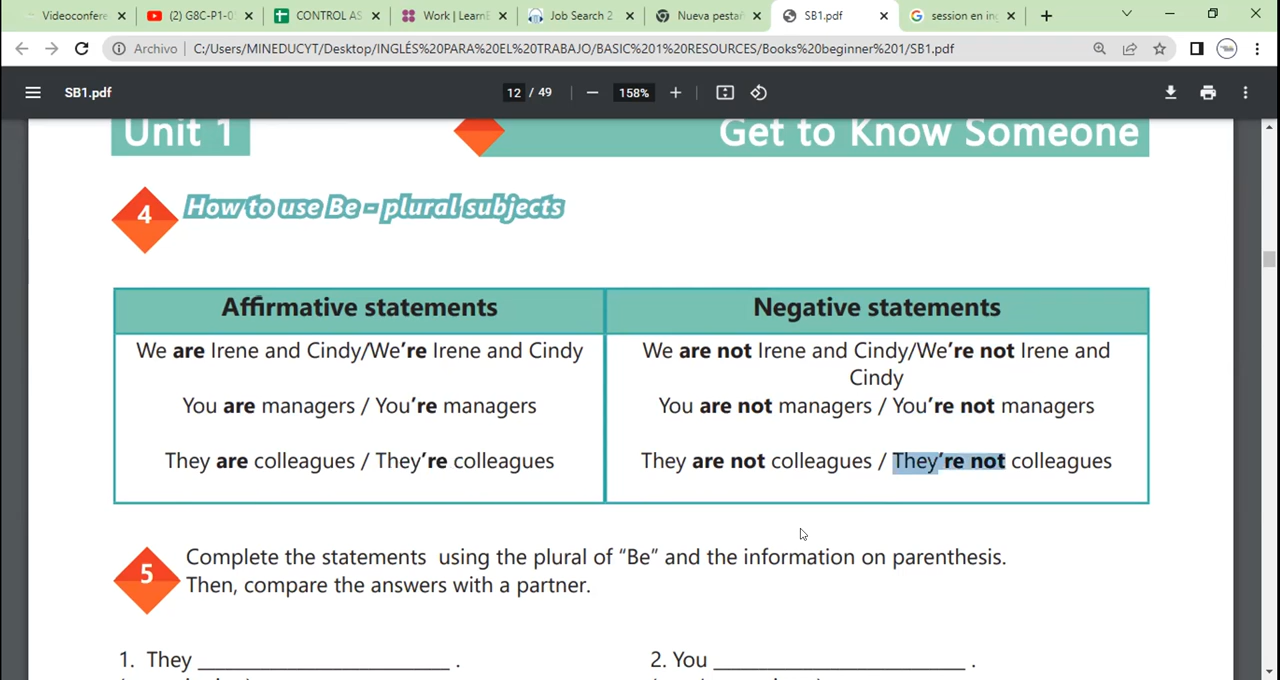 Videoconfere
(2) G8C-P1-0
CONTROL AS
Work | Learn
Job Search 2
Nueva pestañ
SB1.pdf
session en in
Archivo
C:/Users/MINEDUCYT/Desktop/INGLÉS%20PARA%20EL%20TRABAJO/BASIC%201%20RESOURCES/Books%20beginner%201/SB1.pdf
SB1.pdf
12 / 49
158%
Unit 1
Get to Know Someone
4
How to use Be - plural subjects
Affirmative statements
Negative statements
We are Irene and Cindy/We're Irene and Cindy
We are not Irene and Cindy/We're not Irene and
Cindy
You are managers / You're managers
You are not managers / You're not managers
They are colleagues / They're colleagues
They are not colleagues / They're not colleagues
5
Complete the statements using the plural of “Be” and the information on parenthesis.
Then, compare the answers with a partner.
1. They ______________________ .
2. You ______________________ .